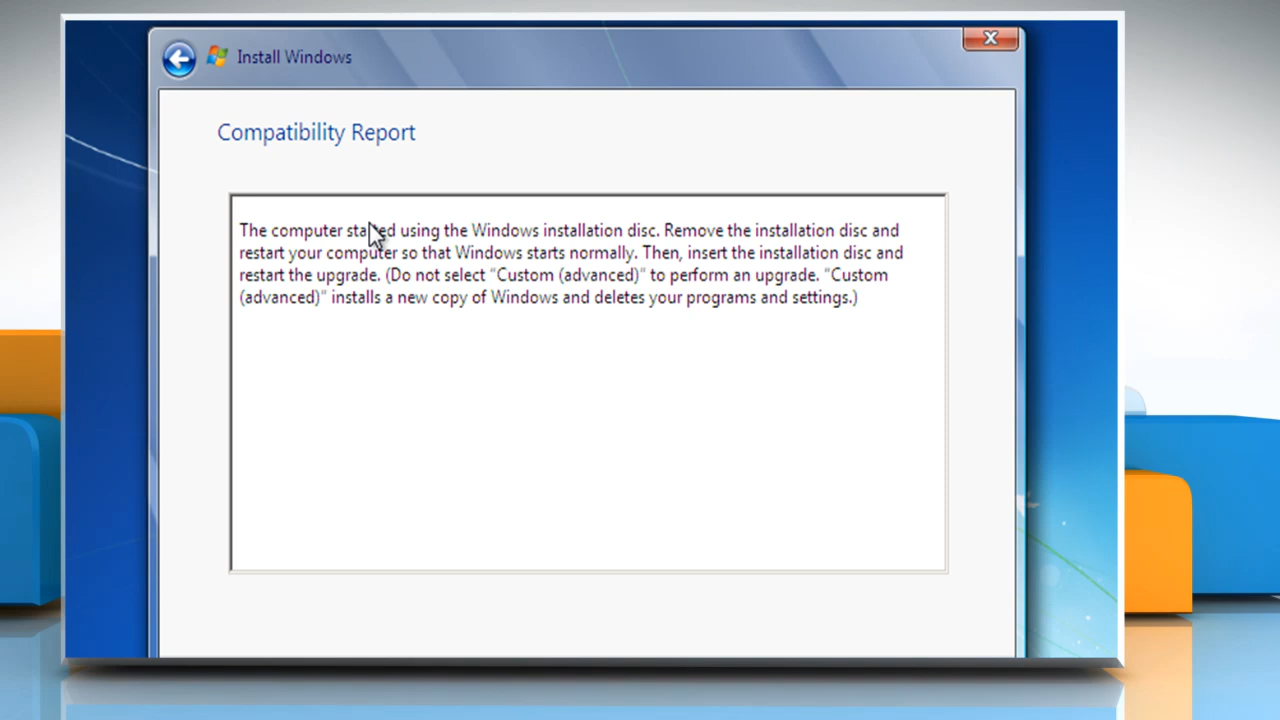 Install Windows
Compatibility Report
The computer started using the Windows installation disc. Remove the installation disc and
restart your computer so that Windows starts normally. Then, insert the installation disc and
restart the upgrade. (Do not select "Custom (advanced)" to perform an upgrade. "Custom
(advanced)" installs a new copy of Windows and deletes your programs and settings.)